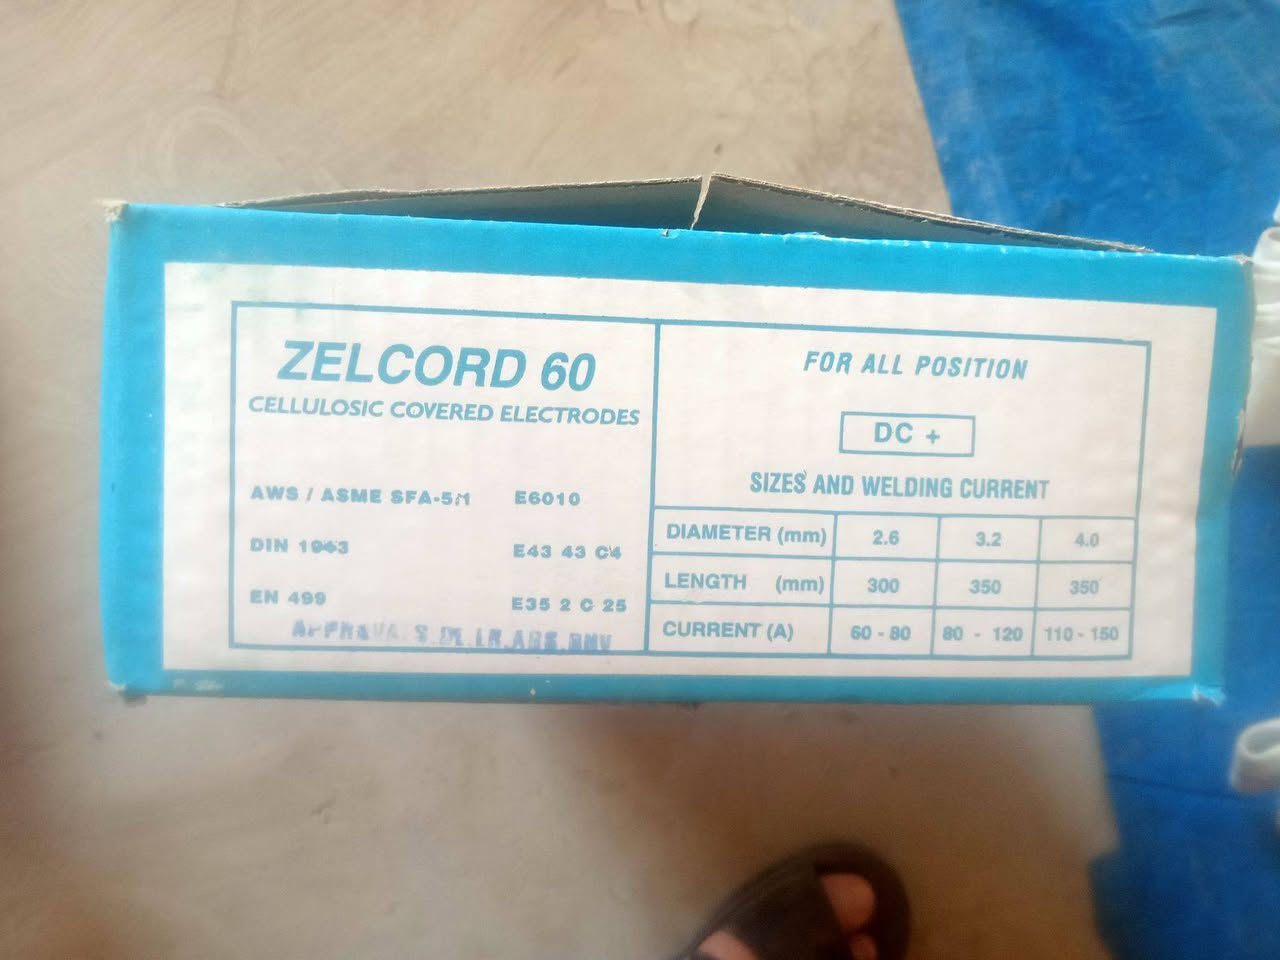 ZELCORD 60
CELLULOSIC COVERED ELECTRODES
AWS / ASME SFA-5.1 E6010
DIN 1943 E43 43 C4
EN 499 E35 2 C 25
FOR ALL POSITION
DC +
SIZES AND WELDING CURRENT
DIAMETER (mm) 2.6 3.2 4.0
LENGTH (mm) 300 350 350
CURRENT (A) 60 - 80 80 - 120 110 - 150